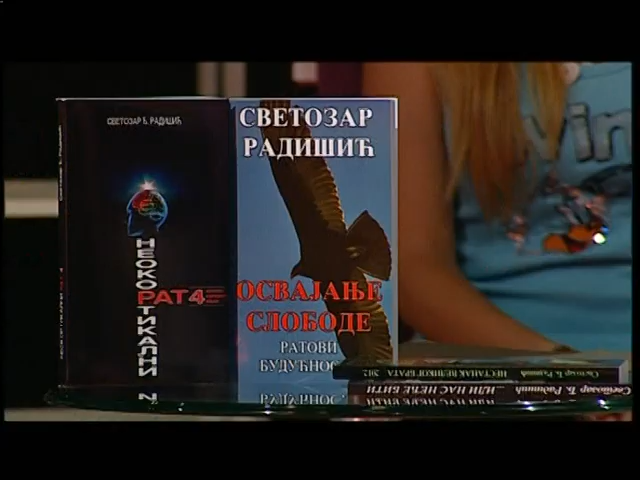 СВЕТОЗАР Ђ. РАДИШИЋ
НЕОКОРТИКАЛНИ
РАТ 4
СВЕТОЗАР
РАДИШИЋ
ОСВАЈАЊЕ
СЛОБОДЕ
РАТОВИ
БУДУЋНОС
vin
Светозар Ђ. Радишић НЕСТАНАК ВЕЛИКОГ БРАТА
Светозар Ђ. Радишић ...ИЛИ НАС НЕЋЕ БИТИ